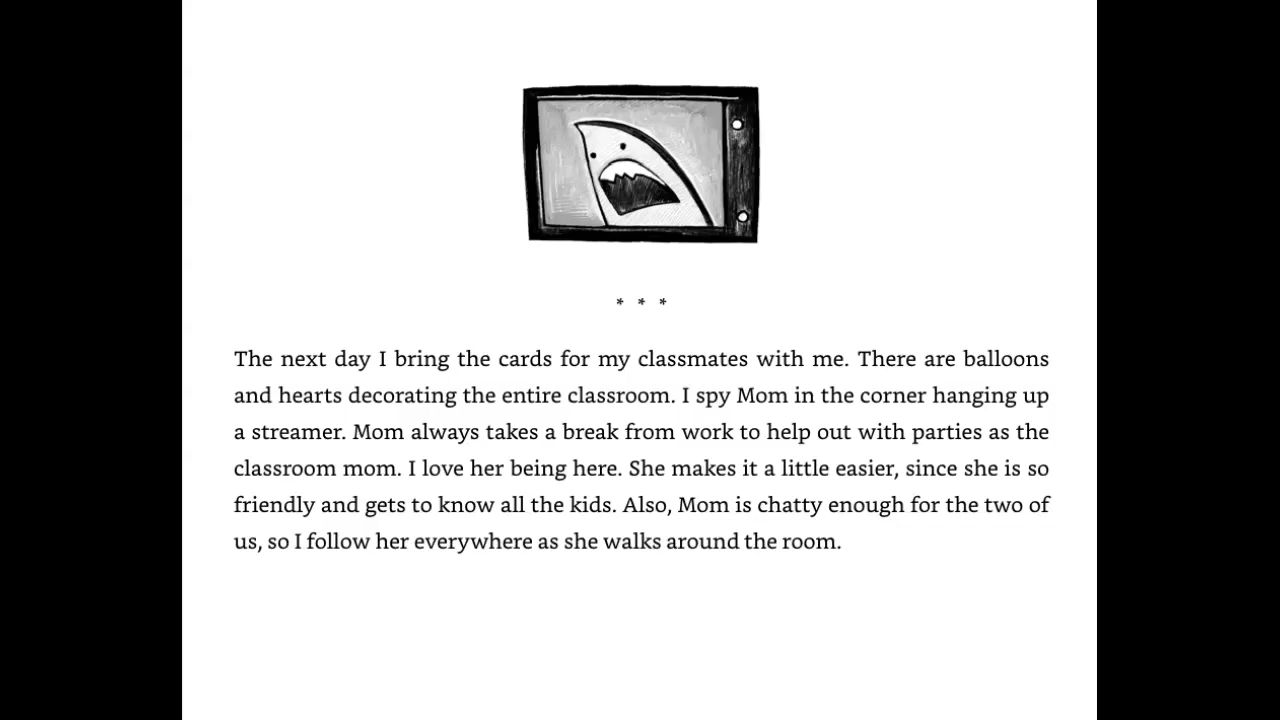 * * *
The next day I bring the cards for my classmates with me. There are balloons
and hearts decorating the entire classroom. I spy Mom in the corner hanging up
a streamer. Mom always takes a break from work to help out with parties as the
classroom mom. I love her being here. She makes it a little easier, since she is so
friendly and gets to know all the kids. Also, Mom is chatty enough for the two of
us, so I follow her everywhere as she walks around the room.